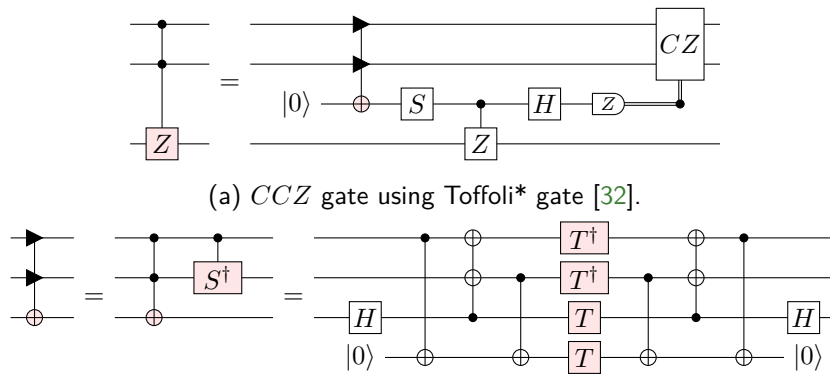 CZ
= |0⟩ S H Z
Z Z
(a) CCZ gate using Toffoli* gate [32].
T†
= S† = T†
H T H
|0⟩ T |0⟩